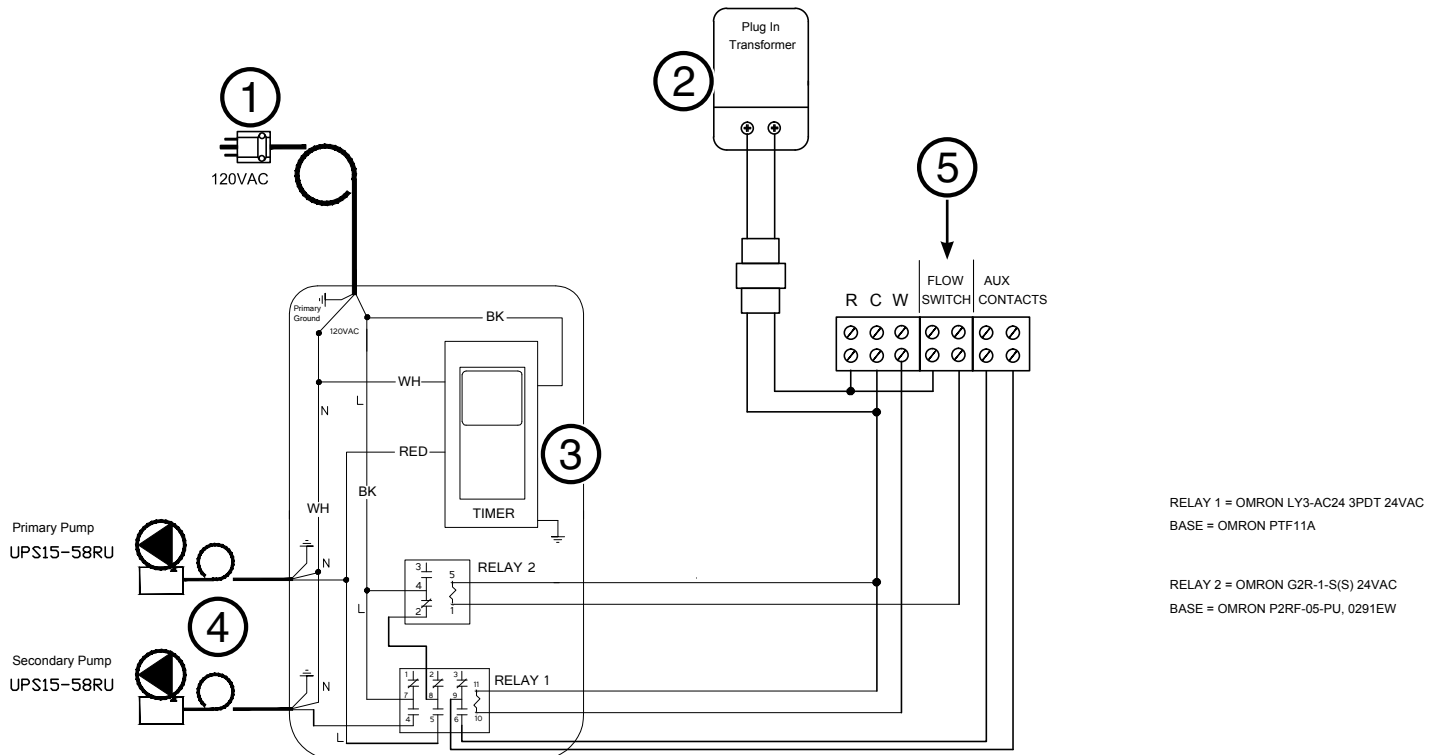 Plug In
Transformer
2
1
120VAC
5
FLOW
SWITCH
AUX
CONTACTS
R C W
Primary
Ground
120VAC
BK
WH
N
L
RED
3
BK
WH
TIMER
Primary Pump
UPS15-58RU
N
L
RELAY 2
3
4
2
5
1
4
Secondary Pump
UPS15-58RU
N
L
RELAY 1
1
2
3
7
8
9
11
4
5
6
10
RELAY 1 = OMRON LY3-AC24 3PDT 24VAC
BASE = OMRON PTF11A
RELAY 2 = OMRON G2R-1-S(S) 24VAC
BASE = OMRON P2RF-05-PU, 0291EW